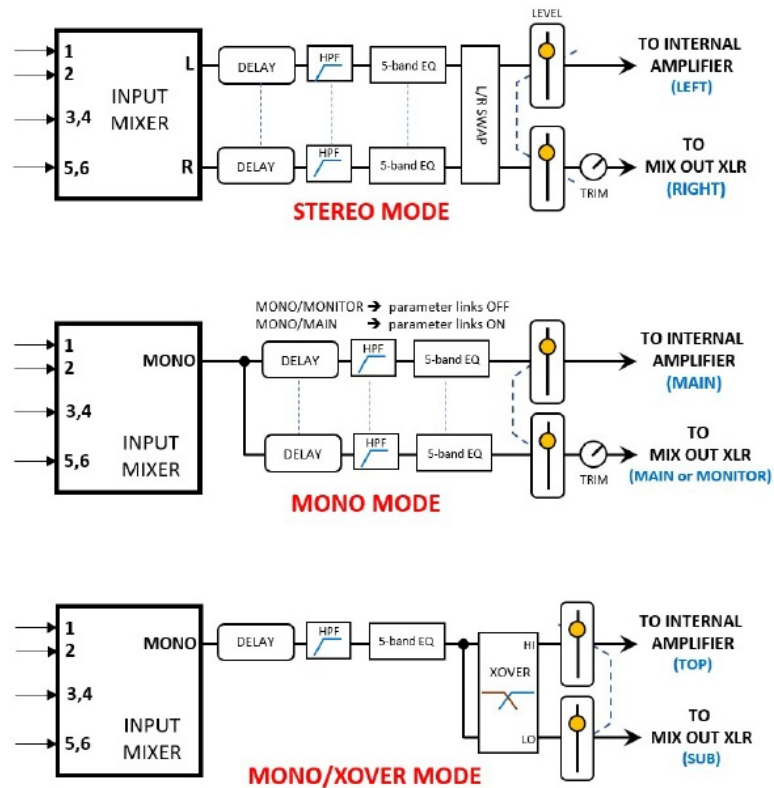 LEVEL
1
2
3,4
5,6
INPUT
MIXER
L
R
DELAY
HPF
5-band EQ
DELAY
HPF
5-band EQ
L/R SWAP
TRIM
TO INTERNAL
AMPLIFIER
(LEFT)
TO
MIX OUT XLR
(RIGHT)
STEREO MODE
MONO/MONITOR → parameter links OFF
MONO/MAIN → parameter links ON
1
2
3,4
5,6
MONO
INPUT
MIXER
DELAY
HPF
5-band EQ
DELAY
HPF
5-band EQ
TRIM
TO INTERNAL
AMPLIFIER
(MAIN)
TO
MIX OUT XLR
(MAIN or MONITOR)
MONO MODE
1
2
3,4
5,6
MONO
INPUT
MIXER
DELAY
HPF
5-band EQ
HI
XOVER
LO
TO INTERNAL
AMPLIFIER
(TOP)
TO
MIX OUT XLR
(SUB)
MONO/XOVER MODE